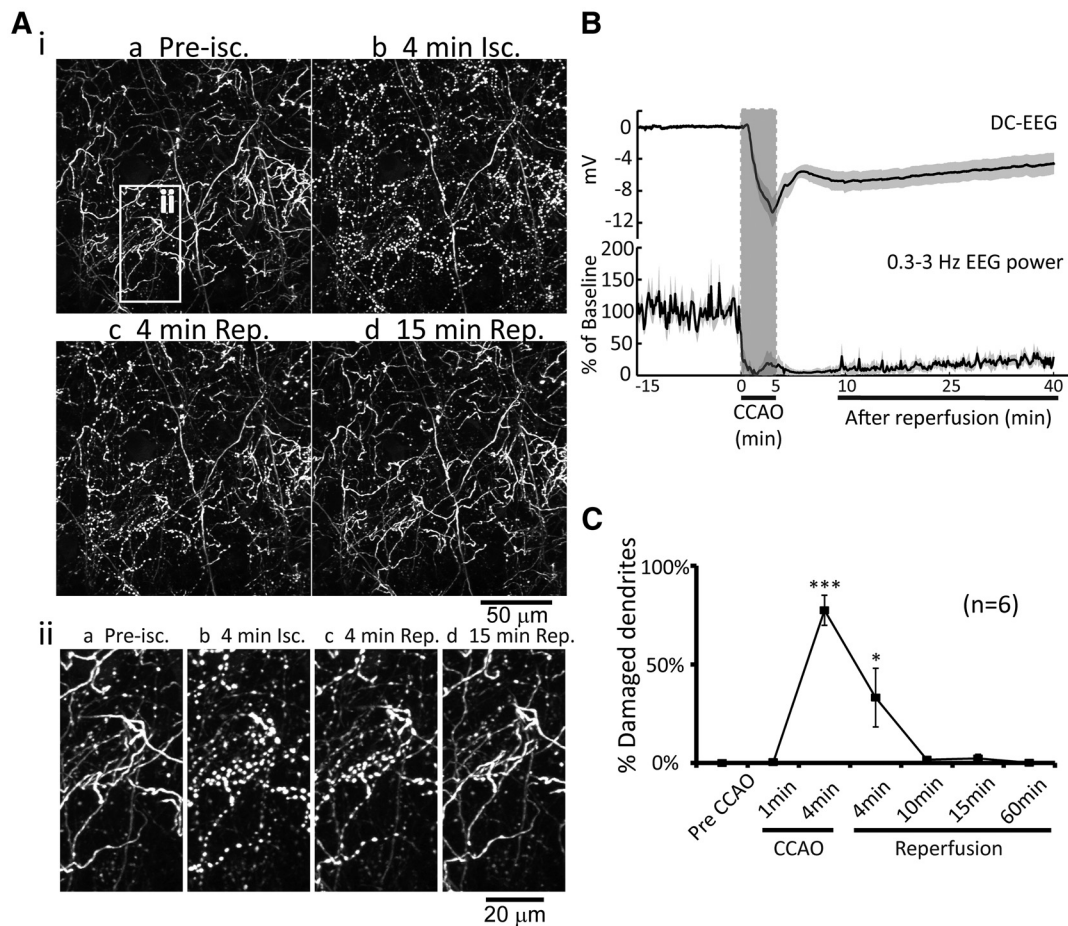 A
i
a Pre-isc.
b 4 min Isc.
ii
c 4 min Rep.
d 15 min Rep.
50 μm
ii
a Pre-isc.
b 4 min Isc.
c 4 min Rep.
d 15 min Rep.
20 μm
B
DC-EEG
mV
0
-4
-8
-12
0.3-3 Hz EEG power
% of Baseline
200
150
100
50
0
-15
0
5
10
25
40
CCAO
(min)
After reperfusion (min)
C
% Damaged dendrites
100%
50%
0%
***
*
(n=6)
Pre CCAO
1min
4min
4min
10min
15min
60min
CCAO
Reperfusion